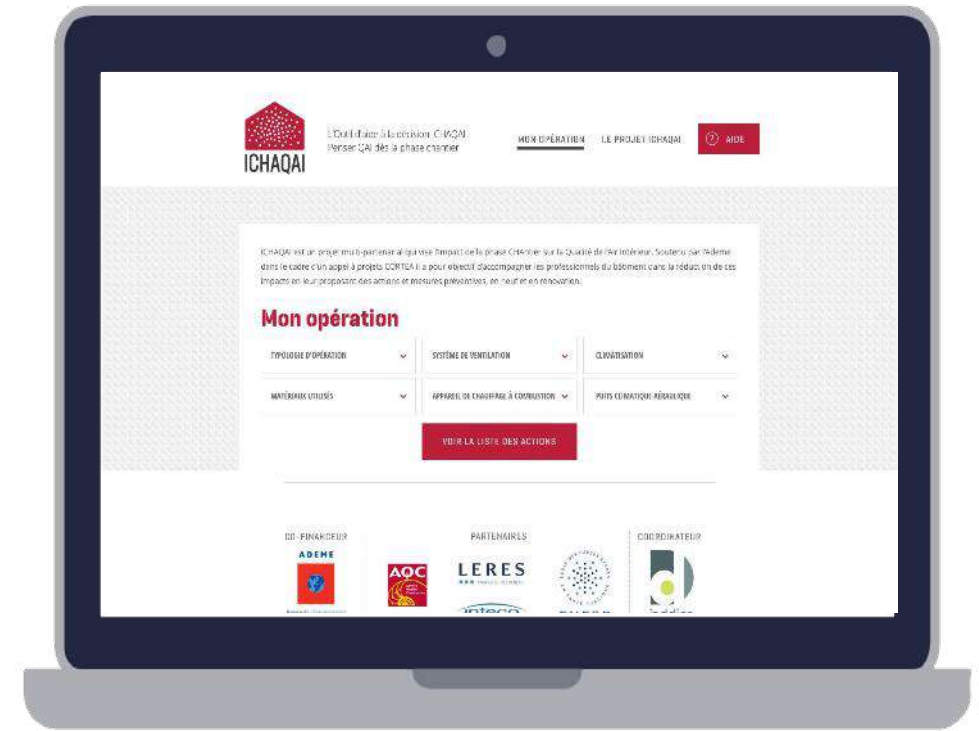 L'Outil d'aide à la décision ICHAQAI
Penser QAI dès la phase chantier
MON OPÉRATION
LE PROJET ICHAQAI
? AIDE
ICHAQAI
ICHAQAI est un projet multi-partenarial qui vise l'impact de la phase CHAntier sur la Qualité de l'Air Intérieur. Soutenu par l'Ademe
dans le cadre d'un appel à projets CORTEA il a pour objectif d'accompagner les professionnels du bâtiment dans la réduction de ces
impacts en leur proposant des actions et mesures préventives, en neuf et en rénovation.
Mon opération
TYPOLOGIE D'OPÉRATION
SYSTÈME DE VENTILATION
CLIMATISATION
MATÉRIAUX UTILISÉS
APPAREIL DE CHAUFFAGE À COMBUSTION
PUITS CLIMATIQUE AÉRAULIQUE
VOIR LA LISTE DES ACTIONS
CO-FINANCEUR
PARTENAIRES
COORDINATEUR
ADEME
AQC
LERES